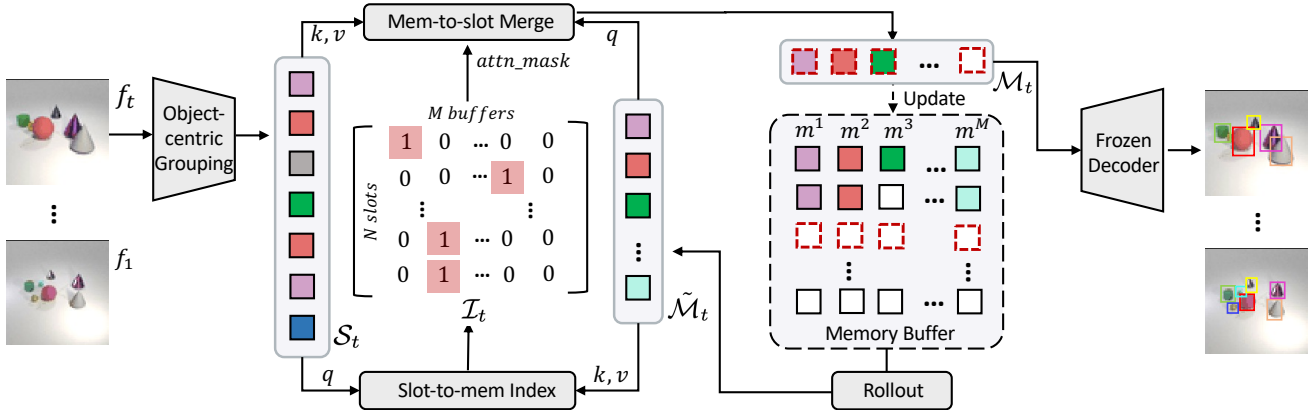 Mem-to-slot Merge
k, v
q
attn_mask
f_t
Object-
centric
Grouping
M buffers
N slots
1 0 ... 0 0
0 0 ... 1 0
⋮ ⋮
0 1 ... 0 0
0 1 ... 0 0
I_t
...
f_1
S_t
q
Slot-to-mem Index
k, v
M̃_t
...
M_t
Update
m^1 m^2 m^3 m^M
...
...
...
Memory Buffer
Rollout
Frozen
Decoder
...